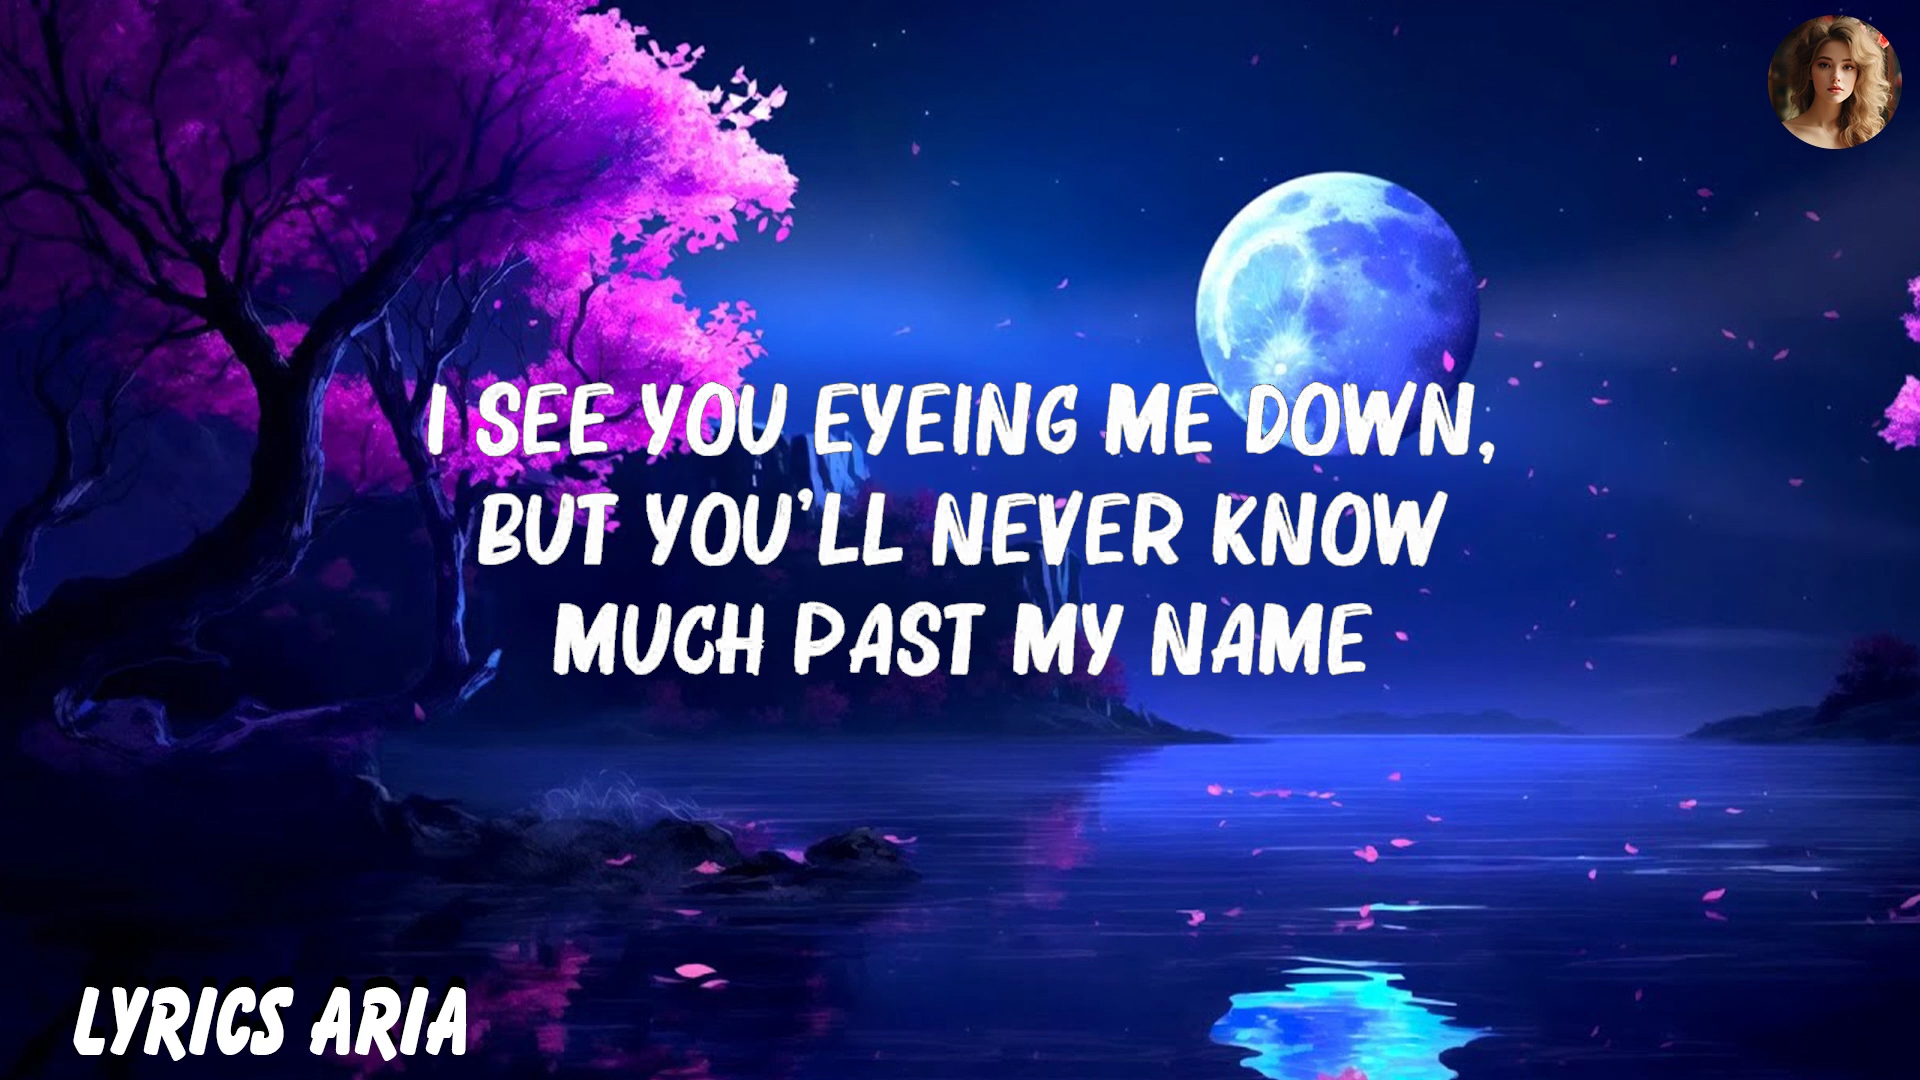 I SEE YOU EYEING ME DOWN,
BUT YOU'LL NEVER KNOW
MUCH PAST MY NAME
LYRICS ARIA